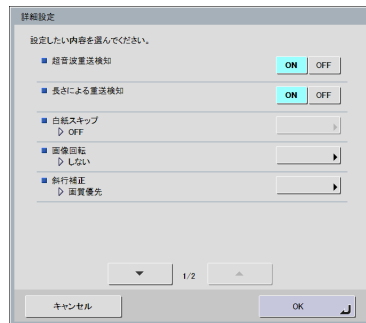 詳細設定
設定したい内容を選んでください。
超音波重送検知 ON OFF
長さによる重送検知 ON OFF
白紙スキップ
OFF
画像回転
しない
斜行補正
画質優先
1/2
キャンセル OK